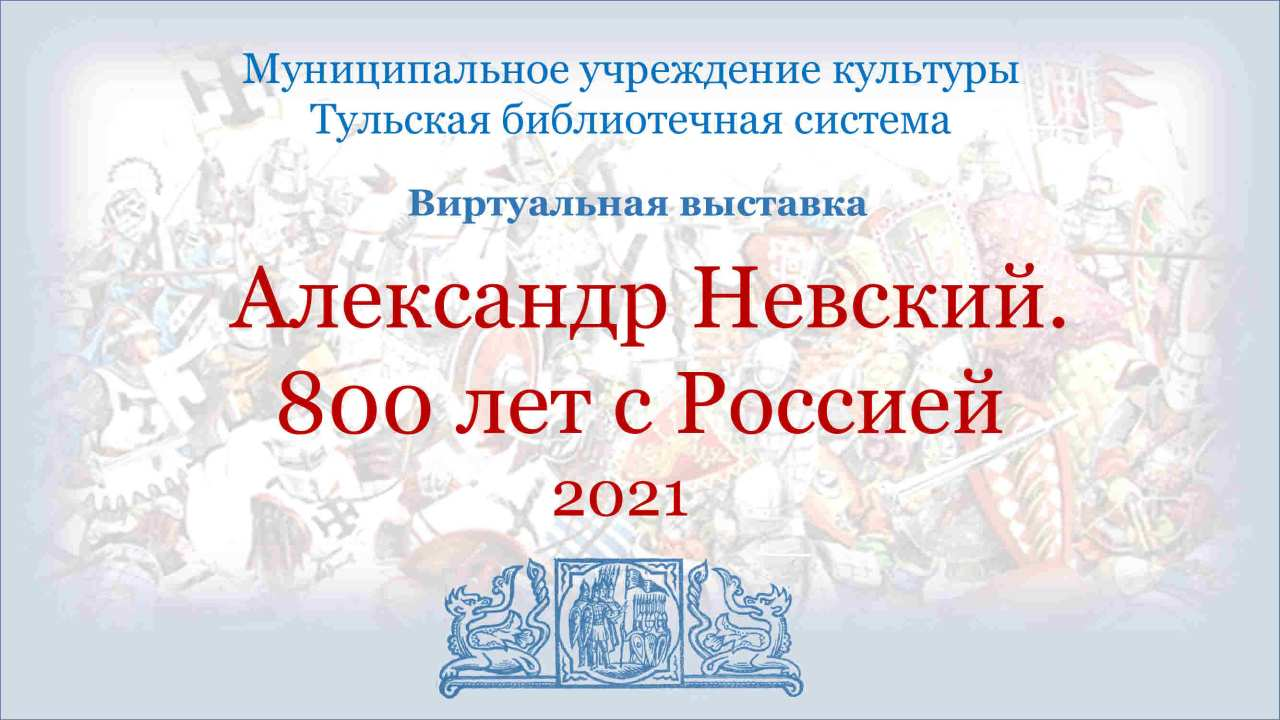 Муниципальное учреждение культуры
Тульская библиотечная система
Виртуальная выставка
Александр Невский.
800 лет с Россией
2021